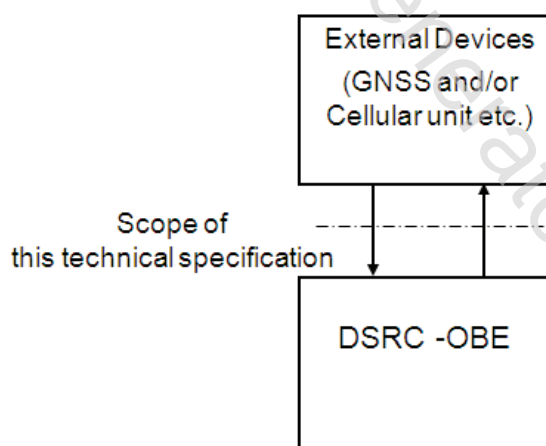 External Devices
(GNSS and/or
Cellular unit etc.)
Scope of
this technical specification
DSRC -OBE